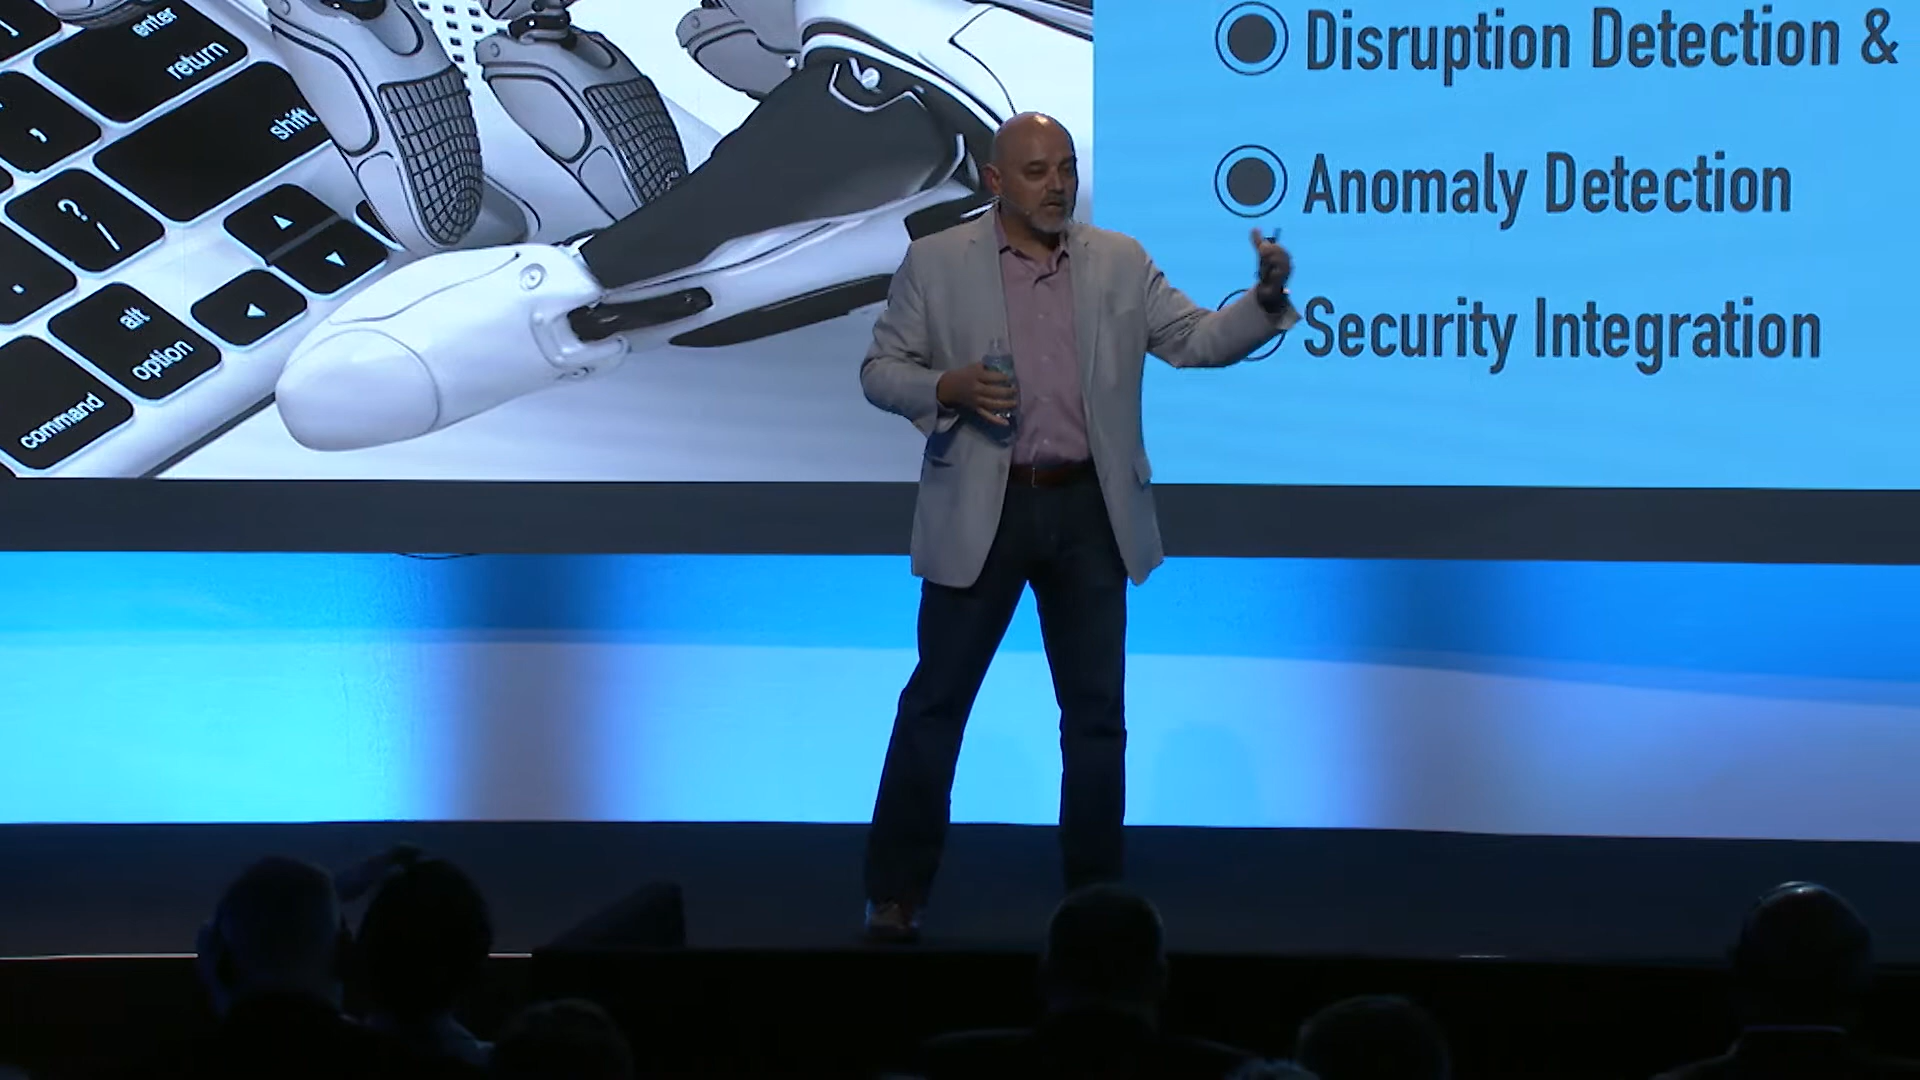 enter
return
shift
,
?
/
.
alt
option
command
Disruption Detection &
Anomaly Detection
Security Integration